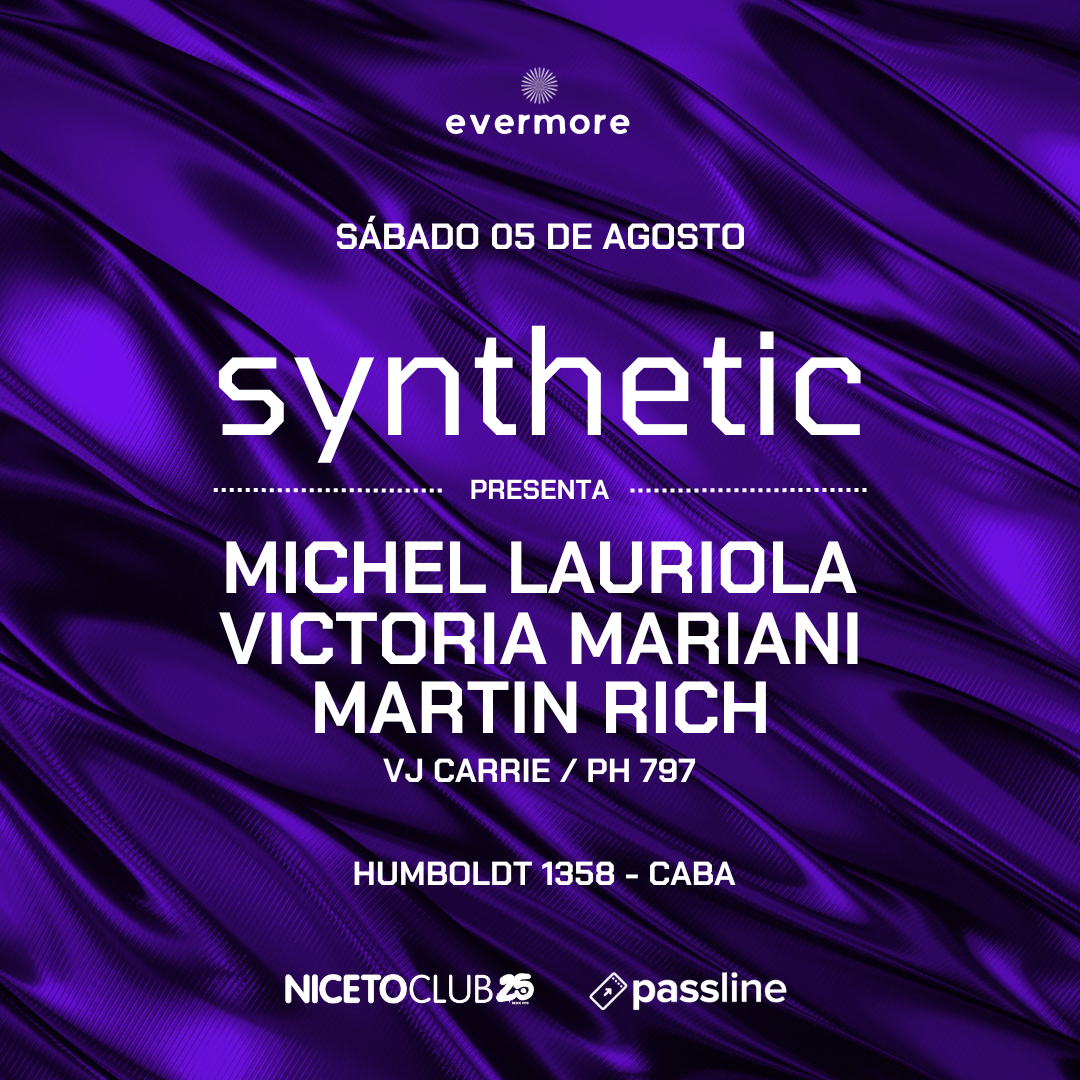 evermore
SÁBADO 05 DE AGOSTO
synthetic
PRESENTA
MICHEL LAURIOLA
VICTORIA MARIANI
MARTIN RICH
VJ CARRIE / PH 797
HUMBOLDT 1358 - CABA
NICETOCLUB 25
passline